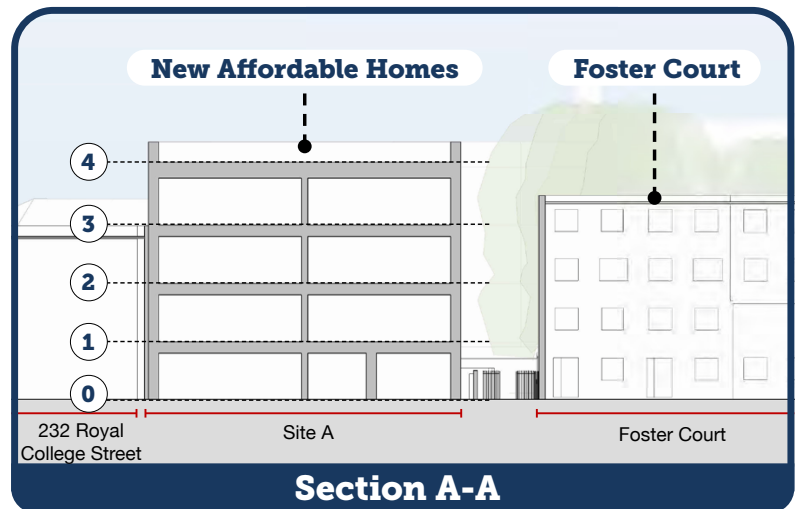 New Affordable Homes
Foster Court
4
3
2
1
0
232 Royal
College Street
Site A
Foster Court
Section A-A